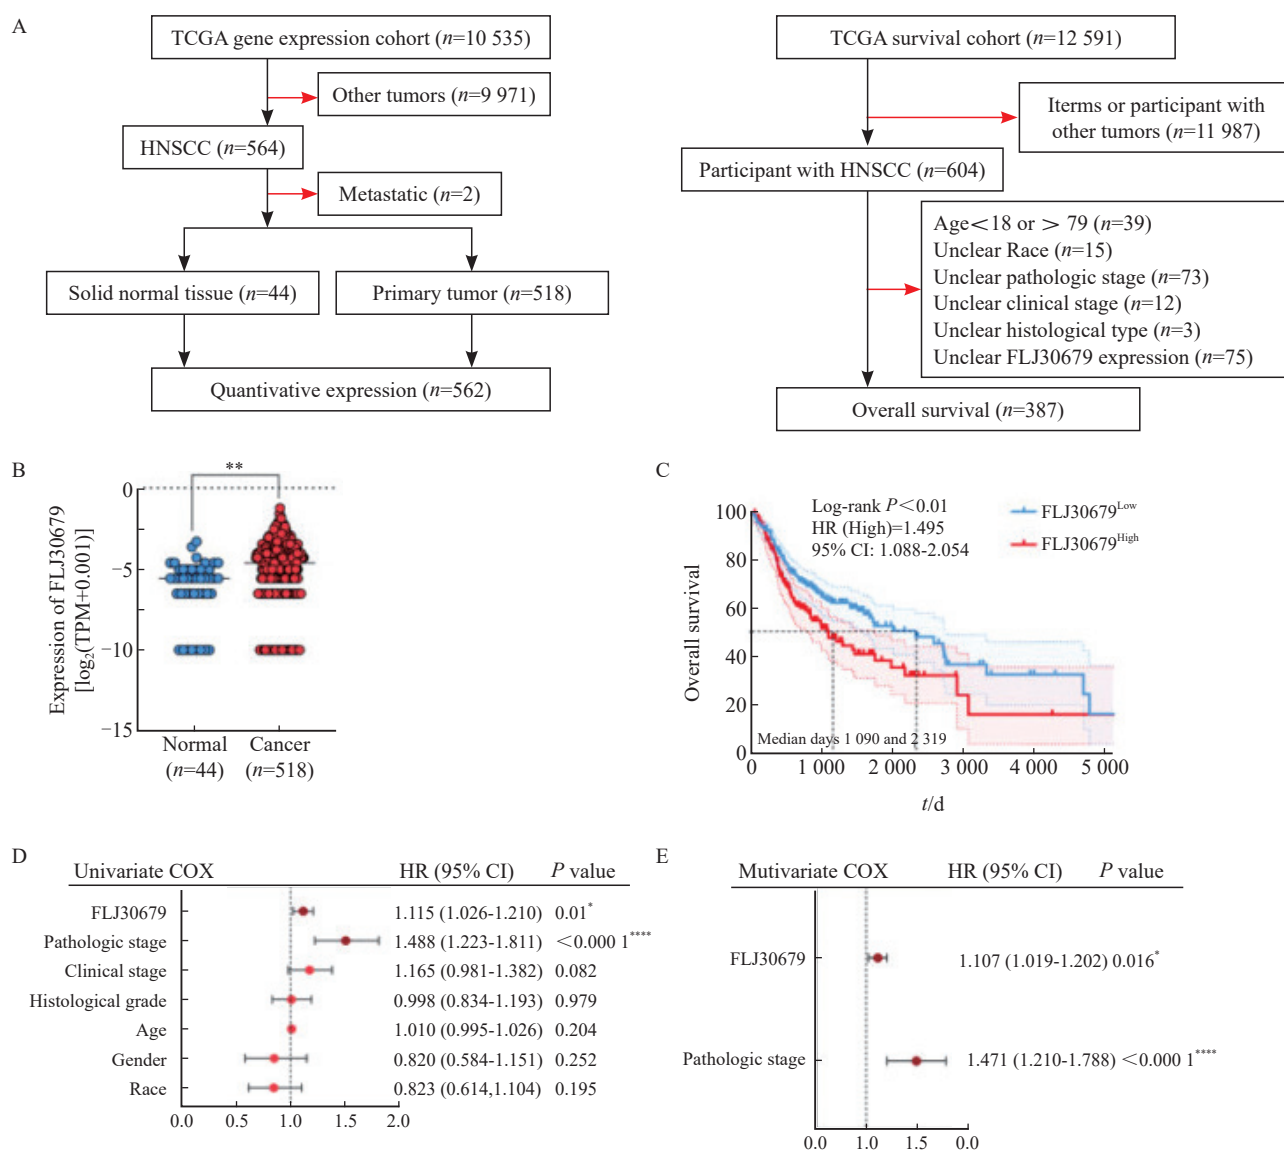 A
TCGA gene expression cohort (n=10 535)
Other tumors (n=9 971)
HNSCC (n=564)
Metastatic (n=2)
Solid normal tissue (n=44)
Primary tumor (n=518)
Quantivative expression (n=562)
TCGA survival cohort (n=12 591)
Iterms or participant with
other tumors (n=11 987)
Participant with HNSCC (n=604)
Age<18 or > 79 (n=39)
Unclear Race (n=15)
Unclear pathologic stage (n=73)
Unclear clinical stage (n=12)
Unclear histological type (n=3)
Unclear FLJ30679 expression (n=75)
Overall survival (n=387)
B
Expression of FLJ30679
[log2(TPM+0.001)]
**
0
−5
−10
−15
Normal
(n=44)
Cancer
(n=518)
C
Log-rank P<0.01
HR (High)=1.495
95% CI: 1.088-2.054
FLJ30679Low
FLJ30679High
Overall survival
100
80
60
40
20
0
Median days 1 090 and 2 319
0 1 000 2 000 3 000 4 000 5 000
t/d
D
Univariate COX HR (95% CI) P value
FLJ30679 1.115 (1.026-1.210) 0.01*
Pathologic stage 1.488 (1.223-1.811) <0.000 1****
Clinical stage 1.165 (0.981-1.382) 0.082
Histological grade 0.998 (0.834-1.193) 0.979
Age 1.010 (0.995-1.026) 0.204
Gender 0.820 (0.584-1.151) 0.252
Race 0.823 (0.614,1.104) 0.195
0.0 0.5 1.0 1.5 2.0
E
Mutivariate COX HR (95% CI) P value
FLJ30679 1.107 (1.019-1.202) 0.016*
Pathologic stage 1.471 (1.210-1.788) <0.000 1****
0.0 1.0 1.5 0.0